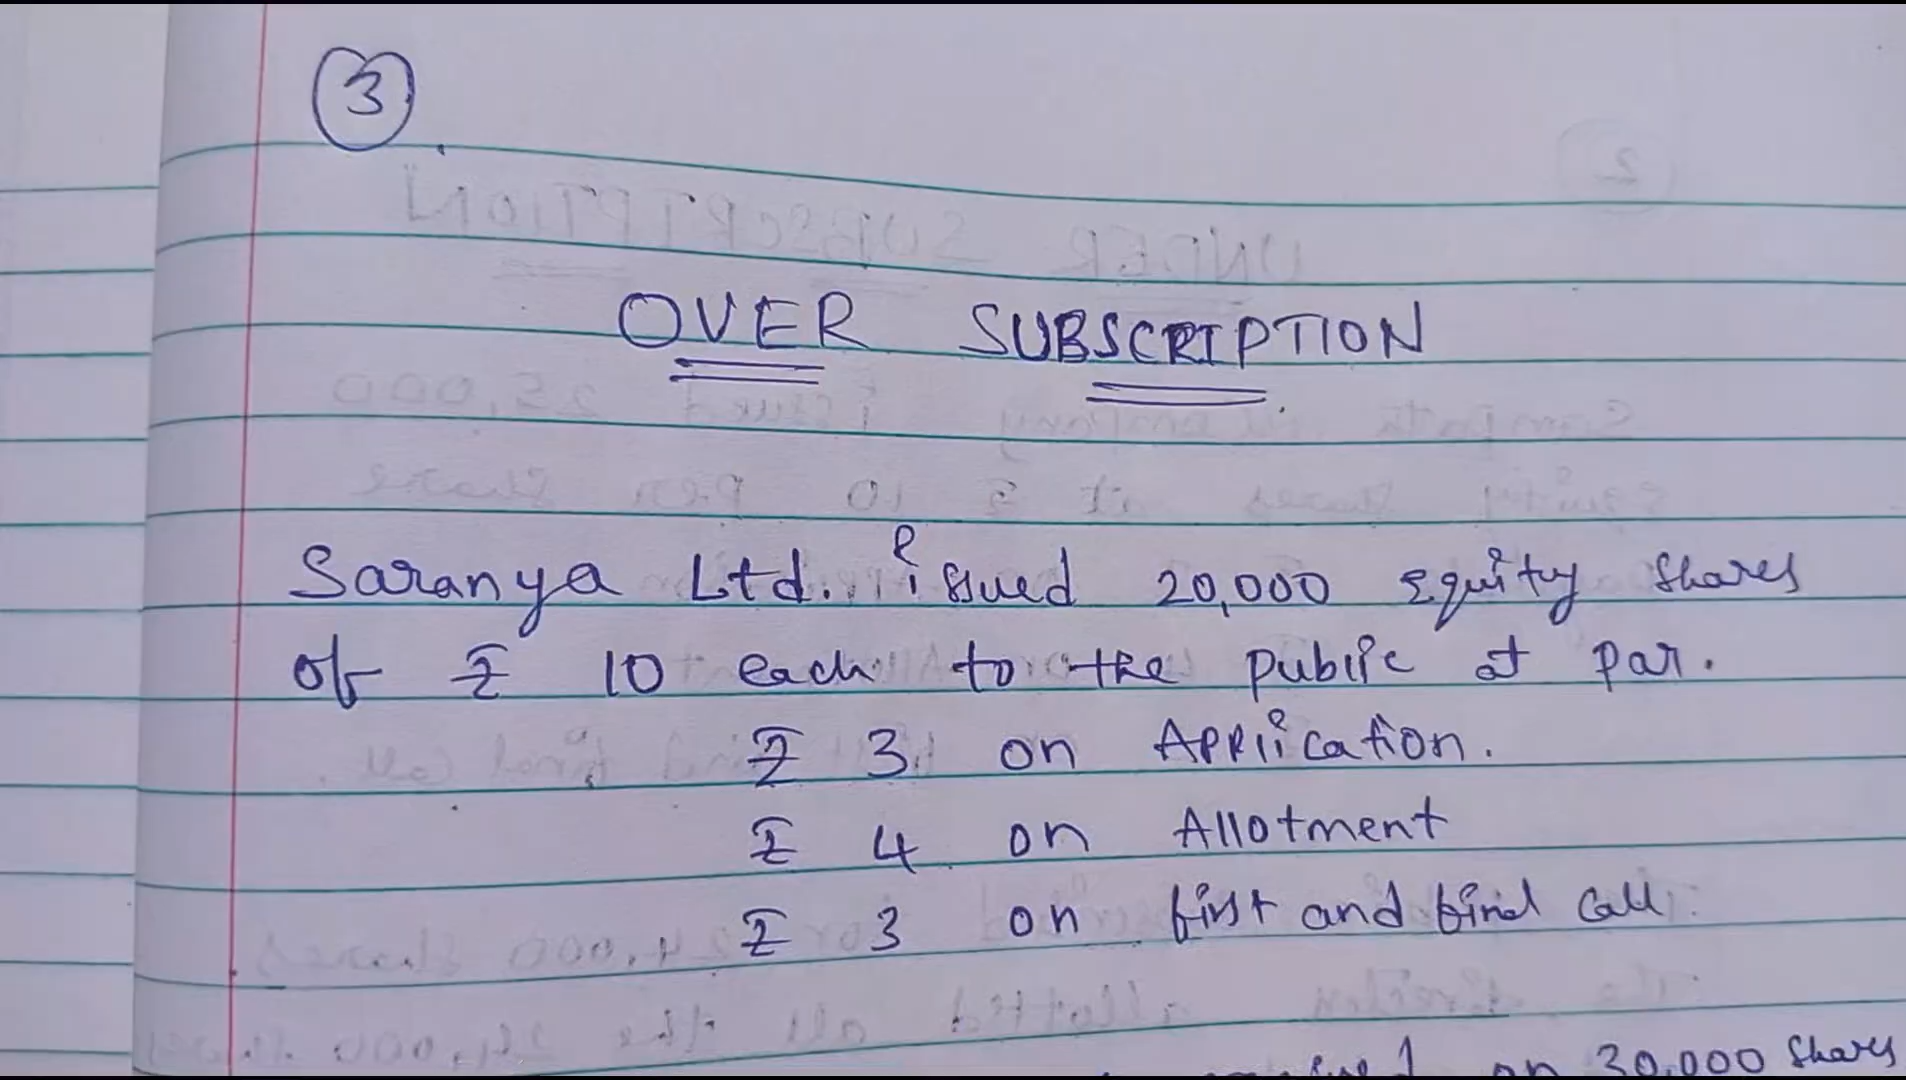 3
OVER SUBSCRIPTION
Saranya Ltd. issued 20,000 Equity Shares
of ₹ 10 each to the public at par.
₹ 3 on Application.
₹ 4 on Allotment
₹ 3 on first and final call.
on 30,000 Shares